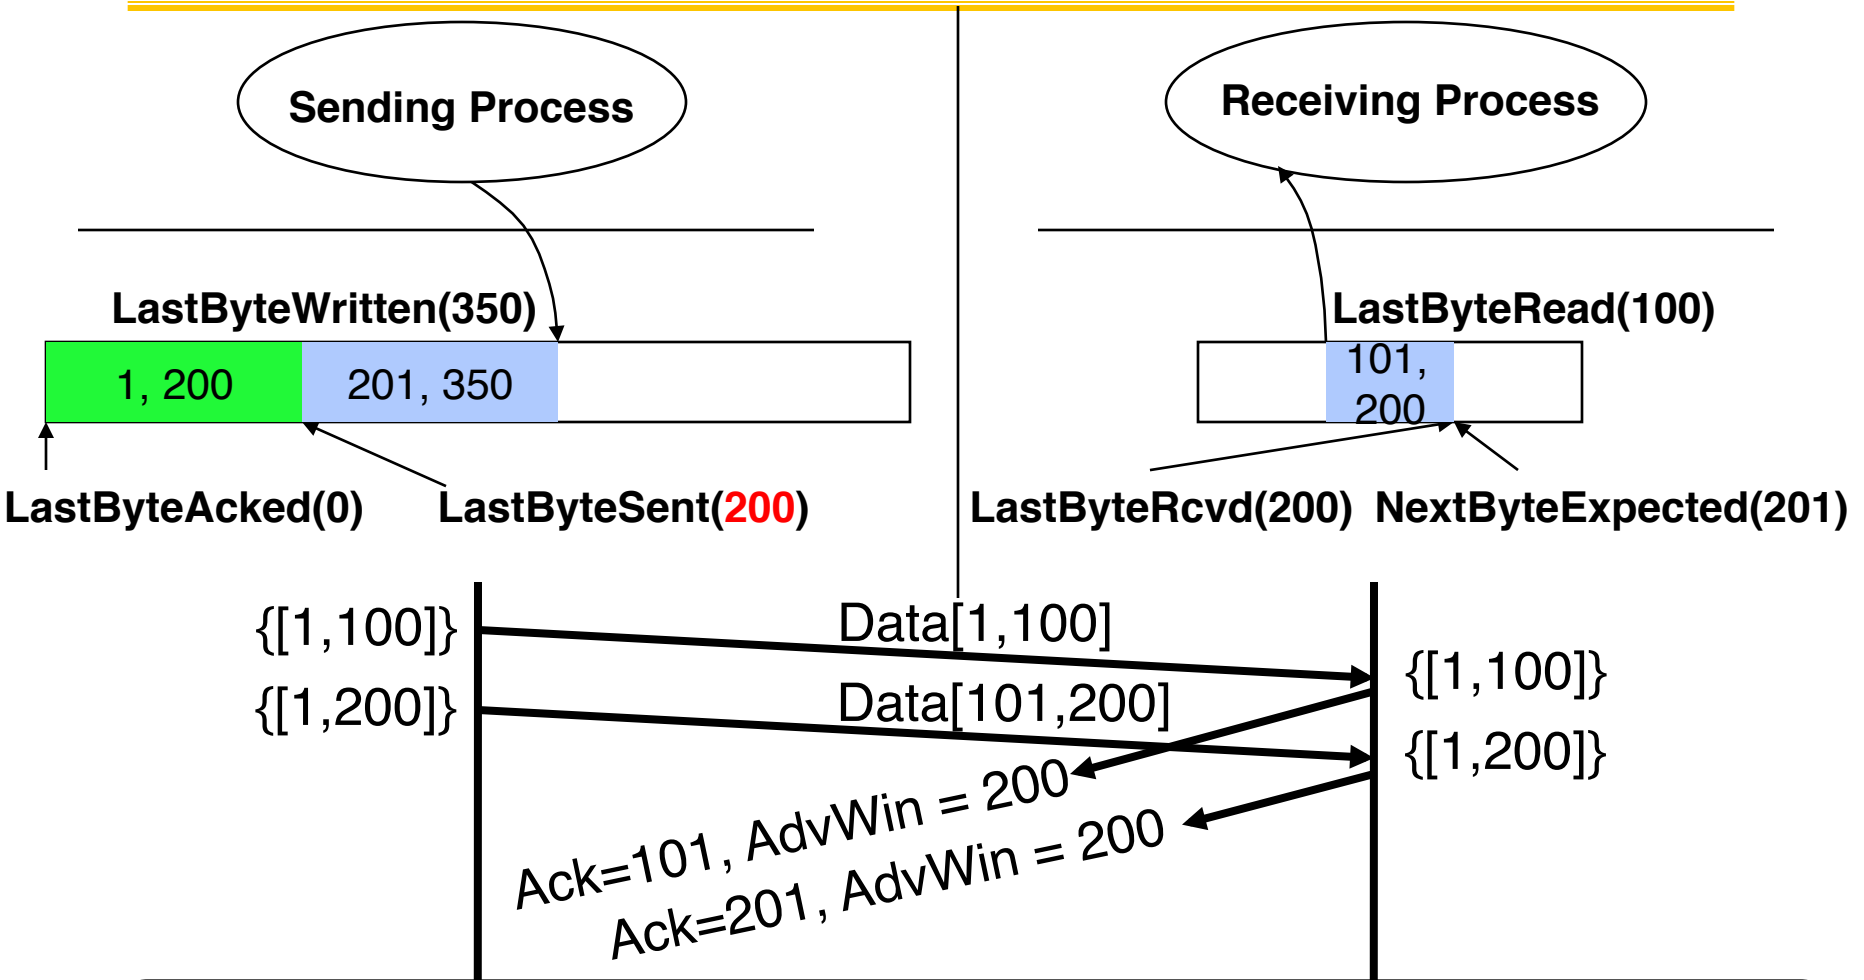 Sending Process
Receiving Process
LastByteWritten(350)
LastByteRead(100)
1, 200
201, 350
101,
200
LastByteAcked(0)
LastByteSent(200)
LastByteRcvd(200)
NextByteExpected(201)
{[1,100]}
Data[1,100]
{[1,100]}
{[1,200]}
Data[101,200]
{[1,200]}
Ack=101, AdvWin = 200
Ack=201, AdvWin = 200